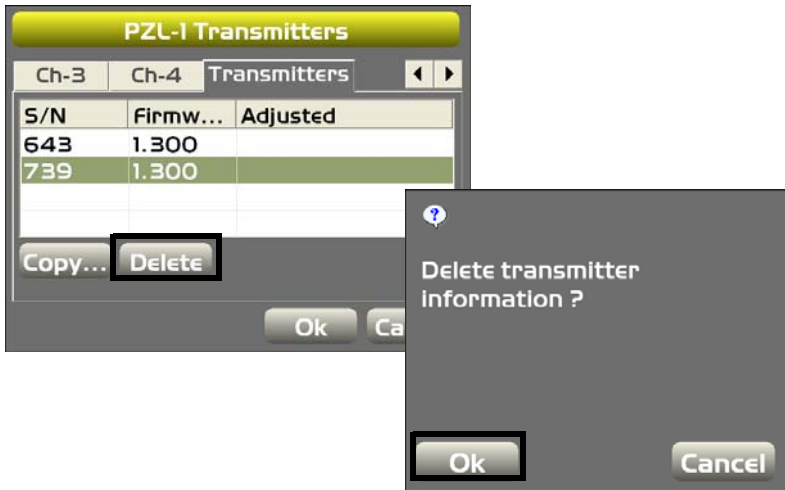 PZL-1 Transmitters
Ch-3 Ch-4 Transmitters
S/N Firmw... Adjusted
643 1.300
739 1.300
Copy... Delete
Ok Ca
Delete transmitter
information ?
Ok Cancel